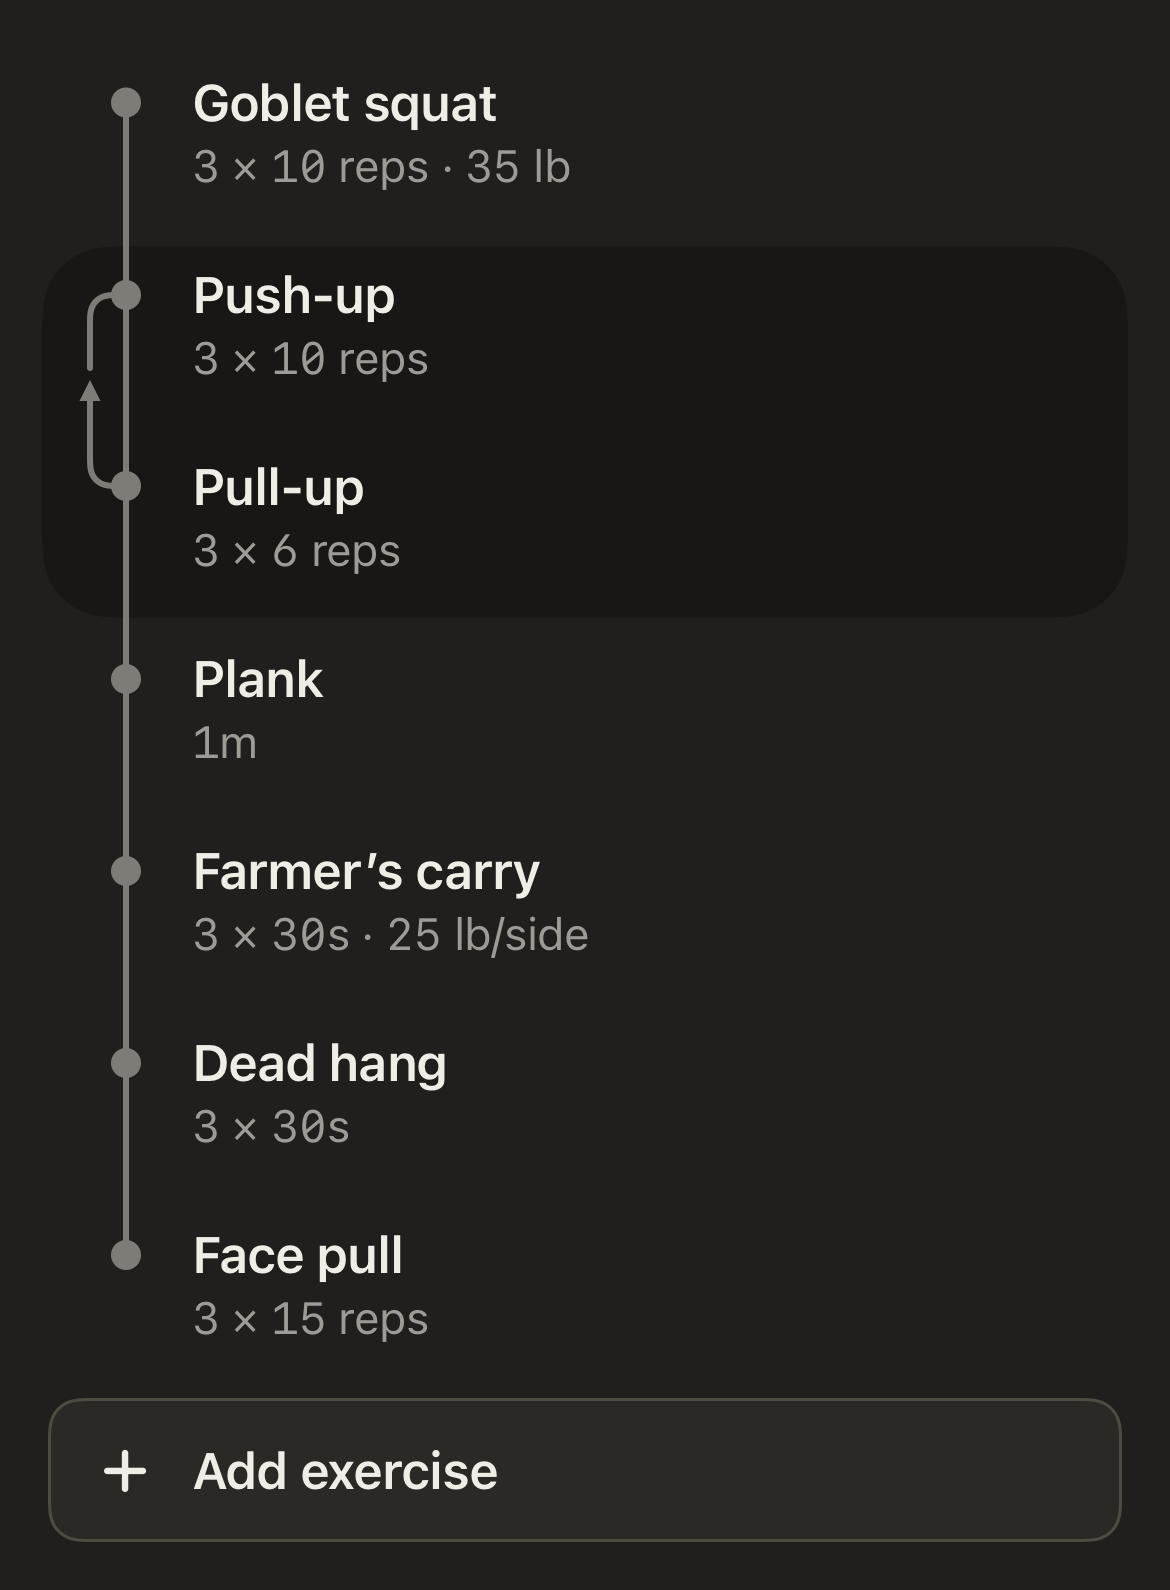 Goblet squat
3 × 10 reps · 35 lb
Push-up
3 × 10 reps
Pull-up
3 × 6 reps
Plank
1m
Farmer’s carry
3 × 30s · 25 lb/side
Dead hang
3 × 30s
Face pull
3 × 15 reps
Add exercise